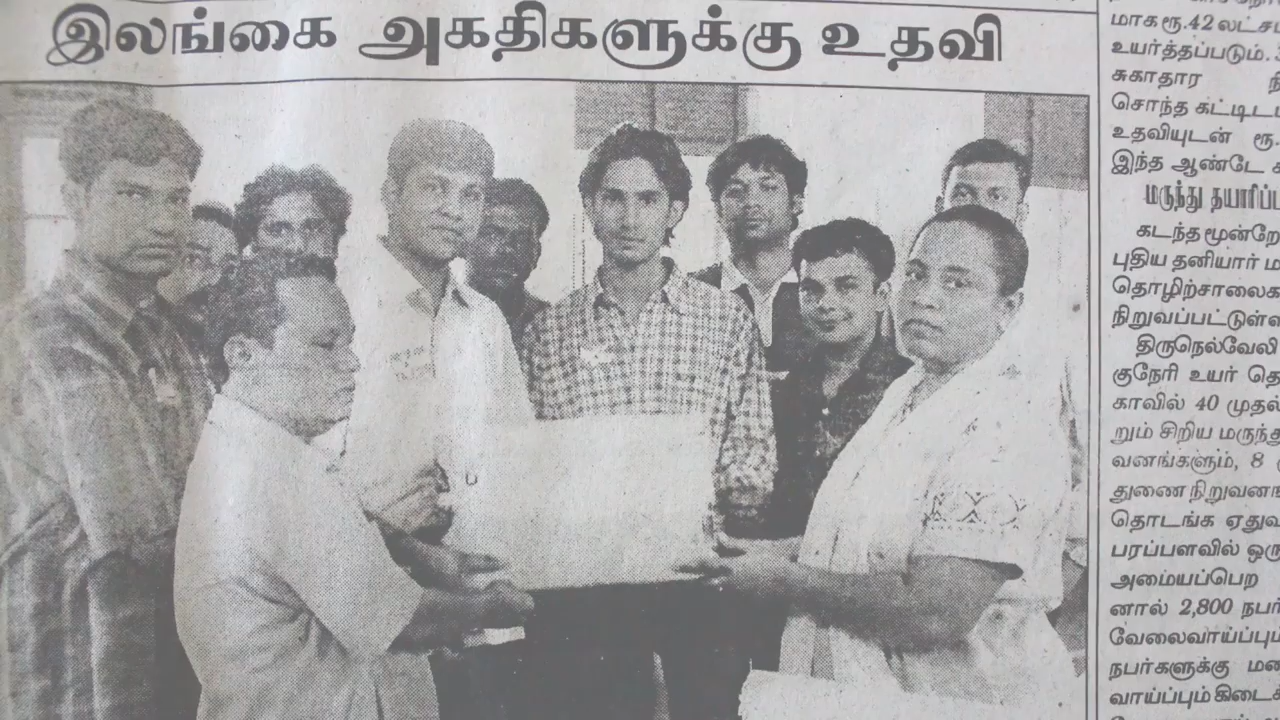 இலங்கை அகதிகளுக்கு உதவி
மாக ரூ.42 லட்ச
உயர்த்தப்படும்.
சுகாதார
சொந்த கட்டிட
உதவியுடன் ரூ.
இந்த ஆண்டே
மருந்து தயாரிப்
கடந்த மூன்றே
புதிய தனியார் ம
தொழிற்சாலைக
நிறுவப்பட்டுள்
திருநெல்வேலி
குநேரி உயர் தெ
காவில் 40 முதல்
றும் சிறிய மருந்து
வனங்களும், 8
துணை நிறுவன
தொடங்க ஏதுவ
பரப்பளவில் ஒரு
அமையப்பெற
னால் 2,800 நபர்
வேலைவாய்ப்பும்
நபர்களுக்கு மறை
வாய்ப்பும் கிடைக்